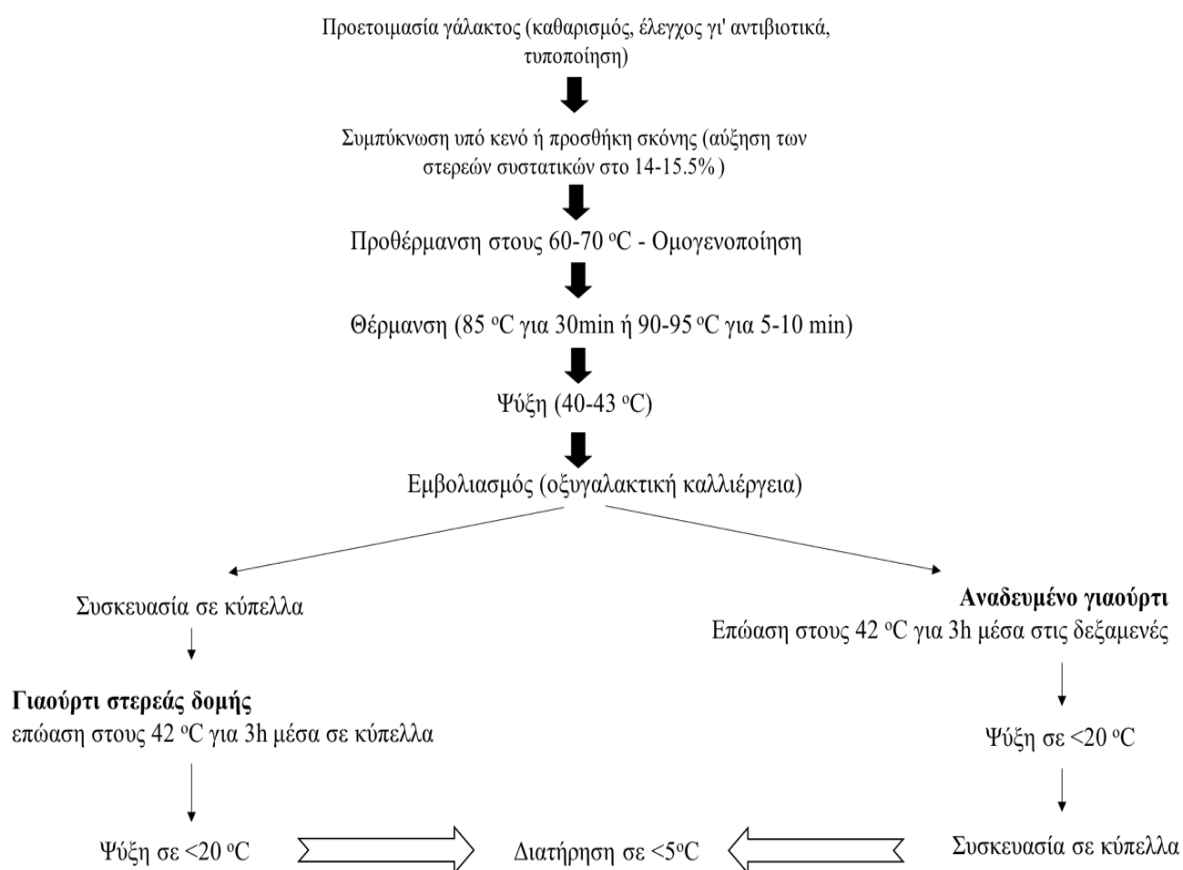 Προετοιμασία γάλακτος (καθαρισμός, έλεγχος γι' αντιβιοτικά,
τυποποίηση)
Συμπύκνωση υπό κενό ή προσθήκη σκόνης (αύξηση των
στερεών συστατικών στο 14-15.5% )
Προθέρμανση στους 60-70 °C - Ομογενοποίηση
Θέρμανση (85 °C για 30min ή 90-95 °C για 5-10 min)
Ψύξη (40-43 °C)
Εμβολιασμός (οξυγαλακτική καλλιέργεια)
Συσκευασία σε κύπελλα
Γιαούρτι στερεάς δομής
επώαση στους 42 °C για 3h μέσα σε κύπελλα
Ψύξη σε <20 °C
Αναδευμένο γιαούρτι
Επώαση στους 42 °C για 3h μέσα στις δεξαμενές
Ψύξη σε <20 °C
Συσκευασία σε κύπελλα
Διατήρηση σε <5°C